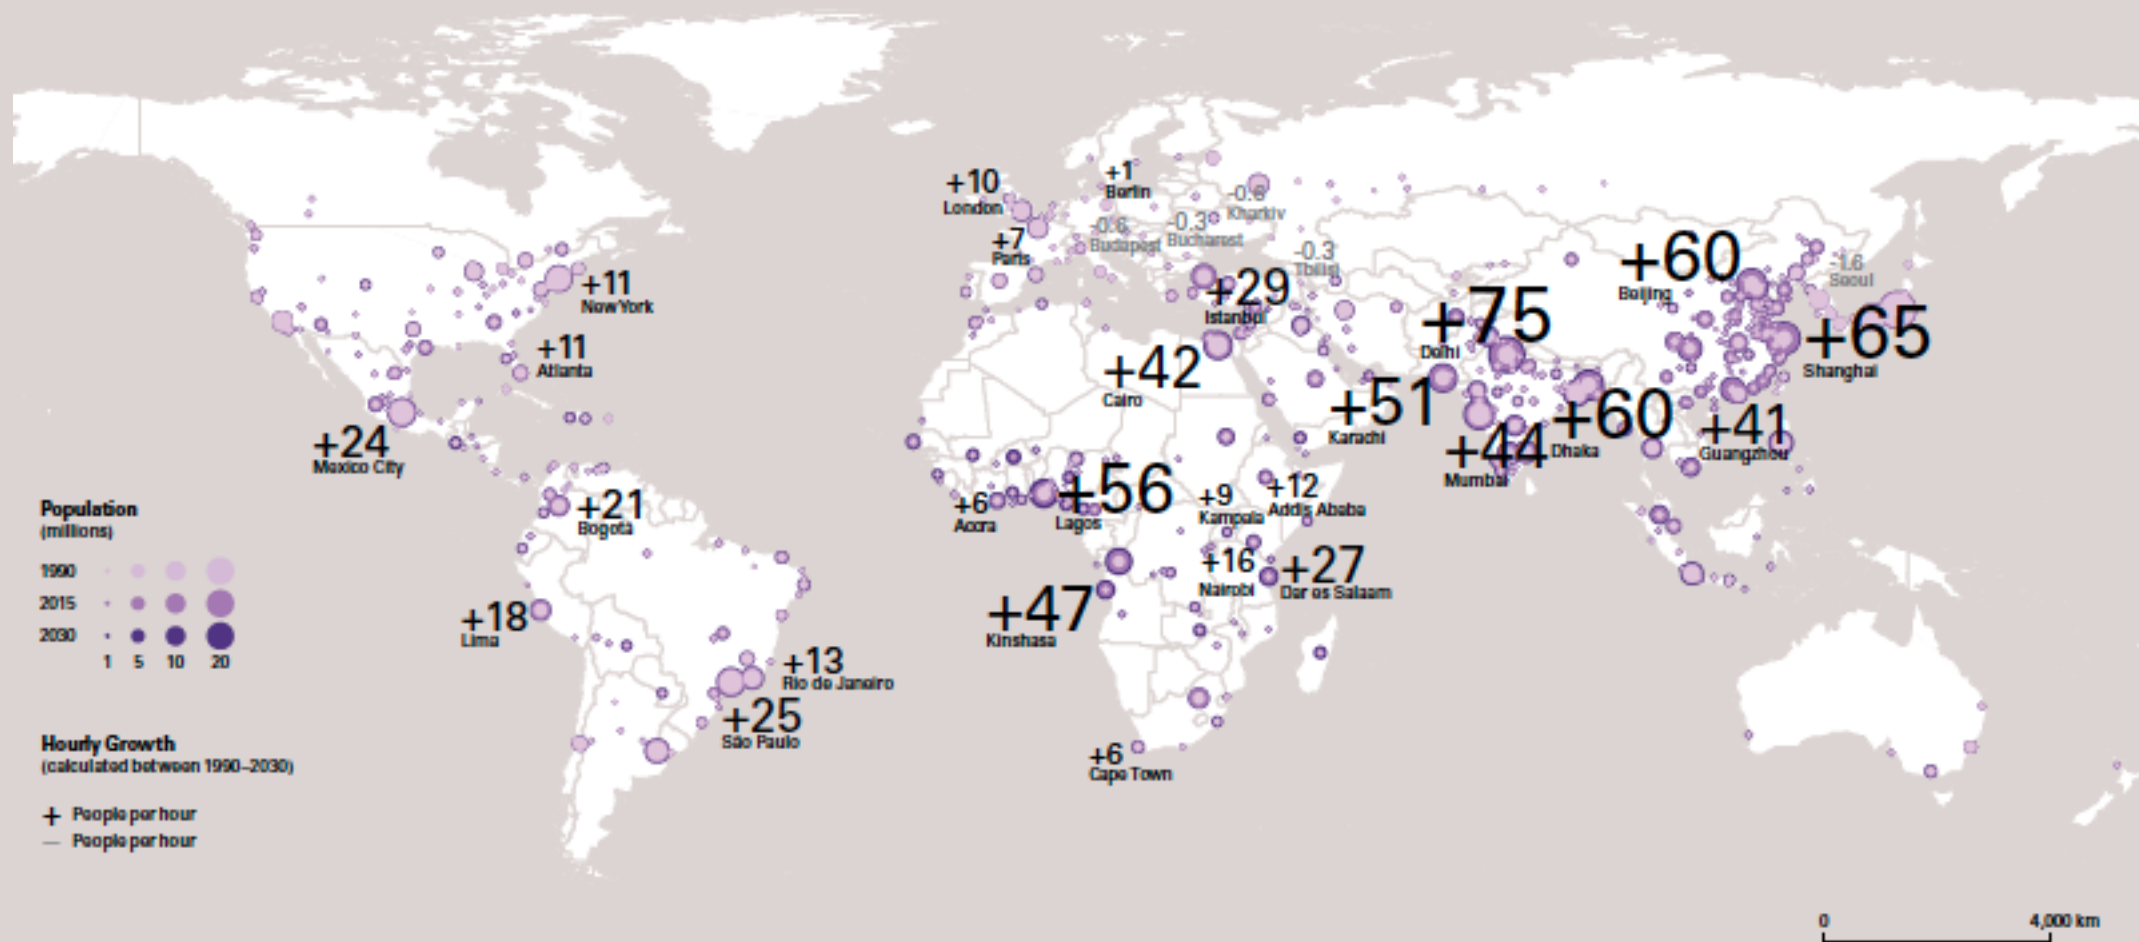 +10
London
+1
Berlin
-0.6
Kharkiv
-0.6
Budapest
-0.3
Bucharest
+7
Paris
-0.3
Tbilisi
+60
Beijing
-1.6
Seoul
+11
New York
+29
Istanbul
+75
Delhi
+65
Shanghai
+11
Atlanta
+42
Cairo
+51
Karachi
+60
Dhaka
+44
Mumbai
+41
Guangzhou
+24
Mexico City
+21
Bogotá
+6
Accra
+56
Lagos
+9
Kampala
+12
Addis Ababa
+16
Nairobi
+27
Dar es Salaam
+47
Kinshasa
+18
Lima
+13
Rio de Janeiro
+25
São Paulo
+6
Cape Town
Population
(millions)
1990
2015
2030
1 5 10 20
Hourly Growth
(calculated between 1990–2030)
+ People per hour
— People per hour
0 4,000 km